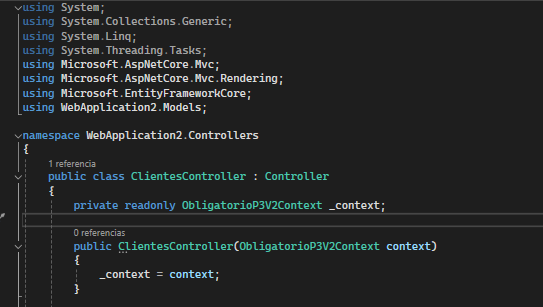 using System;
using System.Collections.Generic;
using System.Linq;
using System.Threading.Tasks;
using Microsoft.AspNetCore.Mvc;
using Microsoft.AspNetCore.Mvc.Rendering;
using Microsoft.EntityFrameworkCore;
using WebApplication2.Models;
namespace WebApplication2.Controllers
{
1 referencia
public class ClientesController : Controller
{
private readonly ObligatorioP3V2Context _context;
0 referencias
public ClientesController(ObligatorioP3V2Context context)
{
_context = context;
}